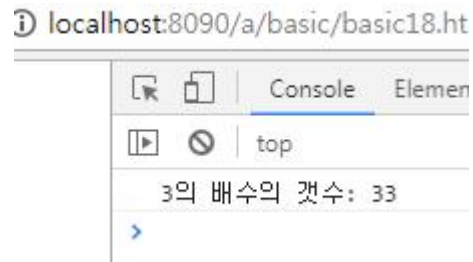 localhost:8090/a/basic/basic18.ht
Console Elemen
top
3의 배수의 갯수: 33